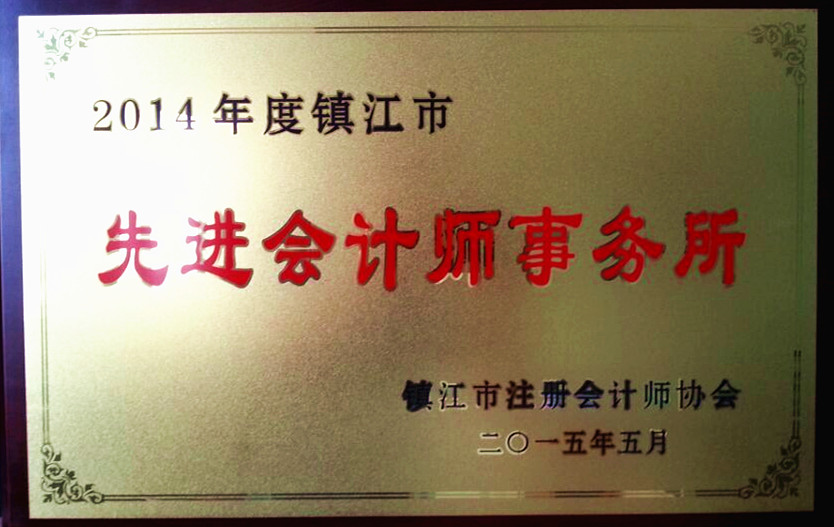 2014年度镇江市
先进会计师事务所
镇江市注册会计师协会
二〇一五年五月